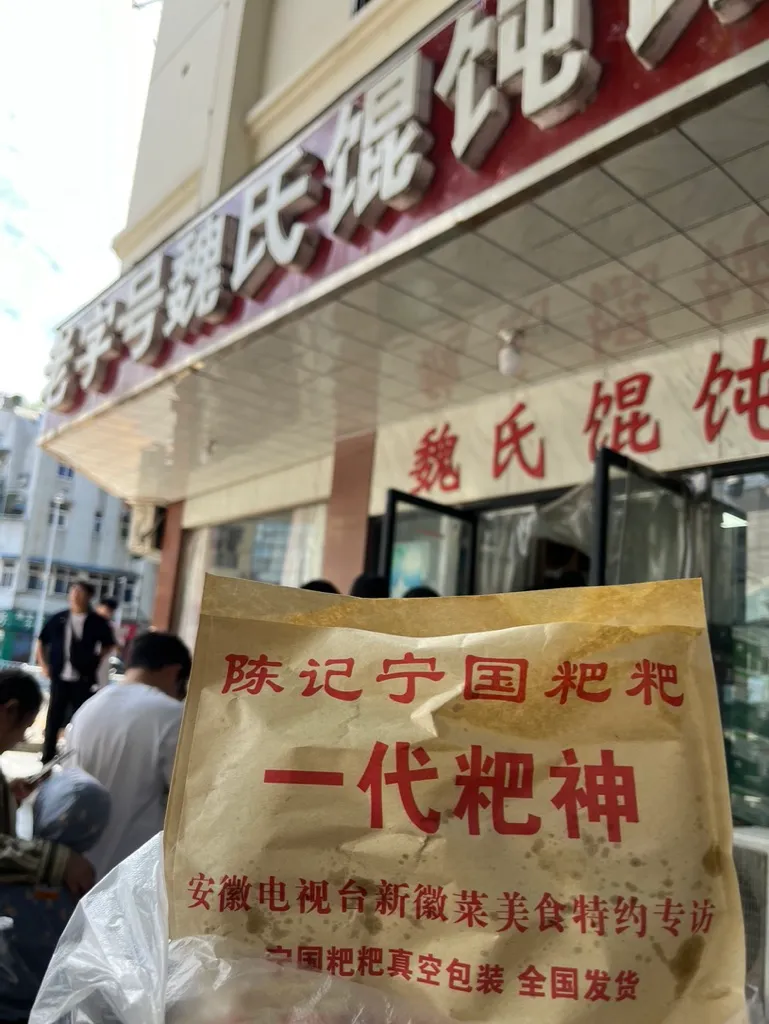 老字号魏氏馄饨
魏氏馄饨
陈记宁国粑粑
一代粑神
安徽电视台新徽菜美食特约专访
宁国粑粑真空包装 全国发货